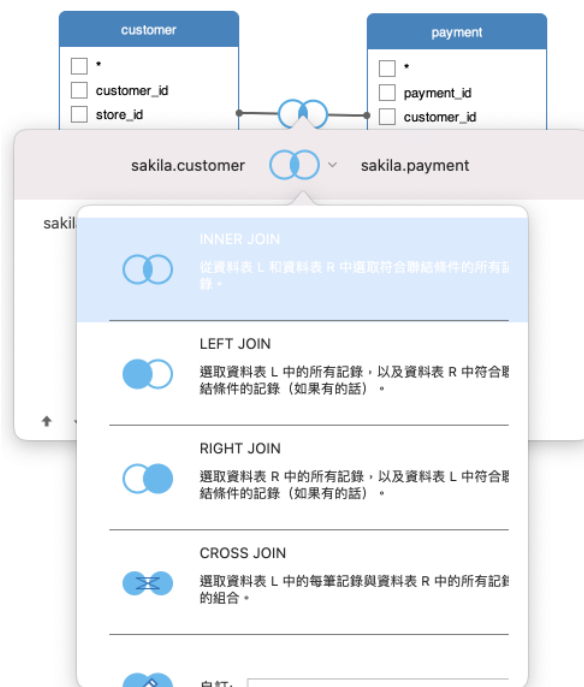 customer
payment
*
*
customer_id
payment_id
store_id
customer_id
sakila.customer
sakila.payment
INNER JOIN
從資料表 L 和資料表 R 中選取符合聯結條件的所有記
錄。
LEFT JOIN
選取資料表 L 中的所有記錄，以及資料表 R 中符合聯
結條件的記錄（如果有的話）。
RIGHT JOIN
選取資料表 R 中的所有記錄，以及資料表 L 中符合聯
結條件的記錄（如果有的話）。
CROSS JOIN
選取資料表 L 中的每筆記錄與資料表 R 中的所有記錄
的組合。
自訂: